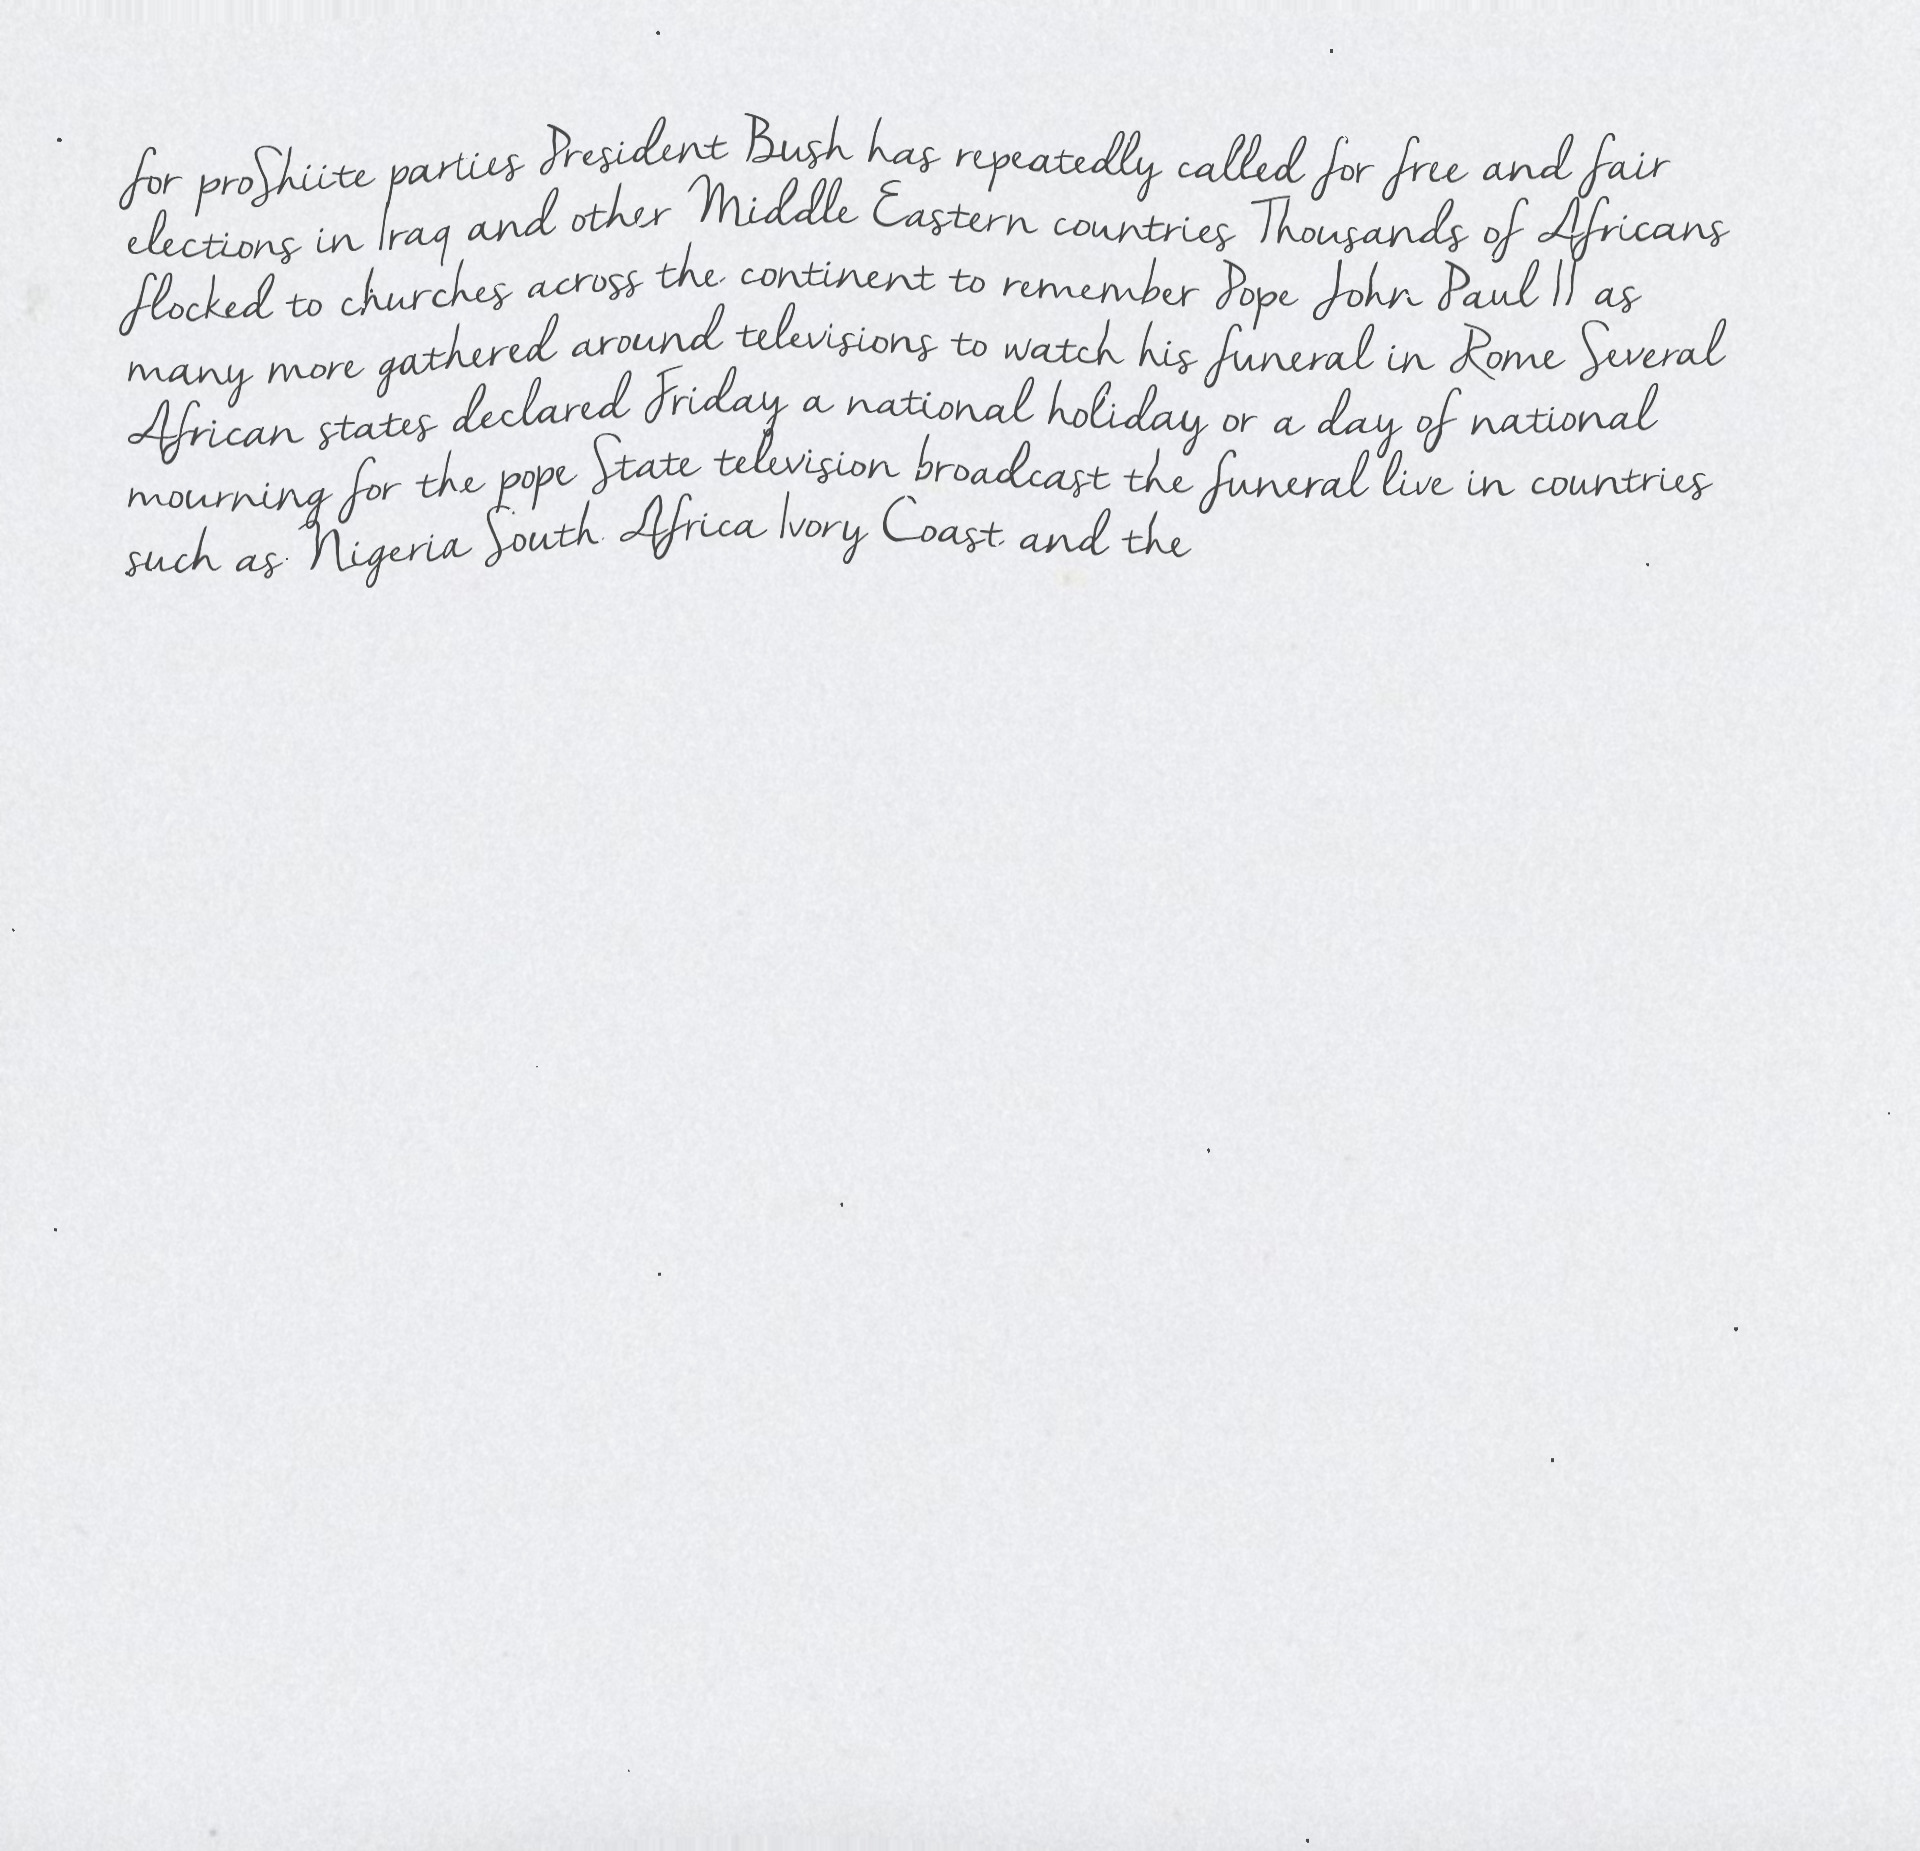 for proShiite parties President Bush has repeatedly called for free and fair
elections in Iraq and other Middle Eastern countries Thousands of Africans
flocked to churches across the continent to remember Pope John Paul II as
many more gathered around televisions to watch his funeral in Rome Several
African states declared Friday a national holiday or a day of national
mourning for the pope State television broadcast the funeral live in countries
such as Nigeria South Africa Ivory Coast and the